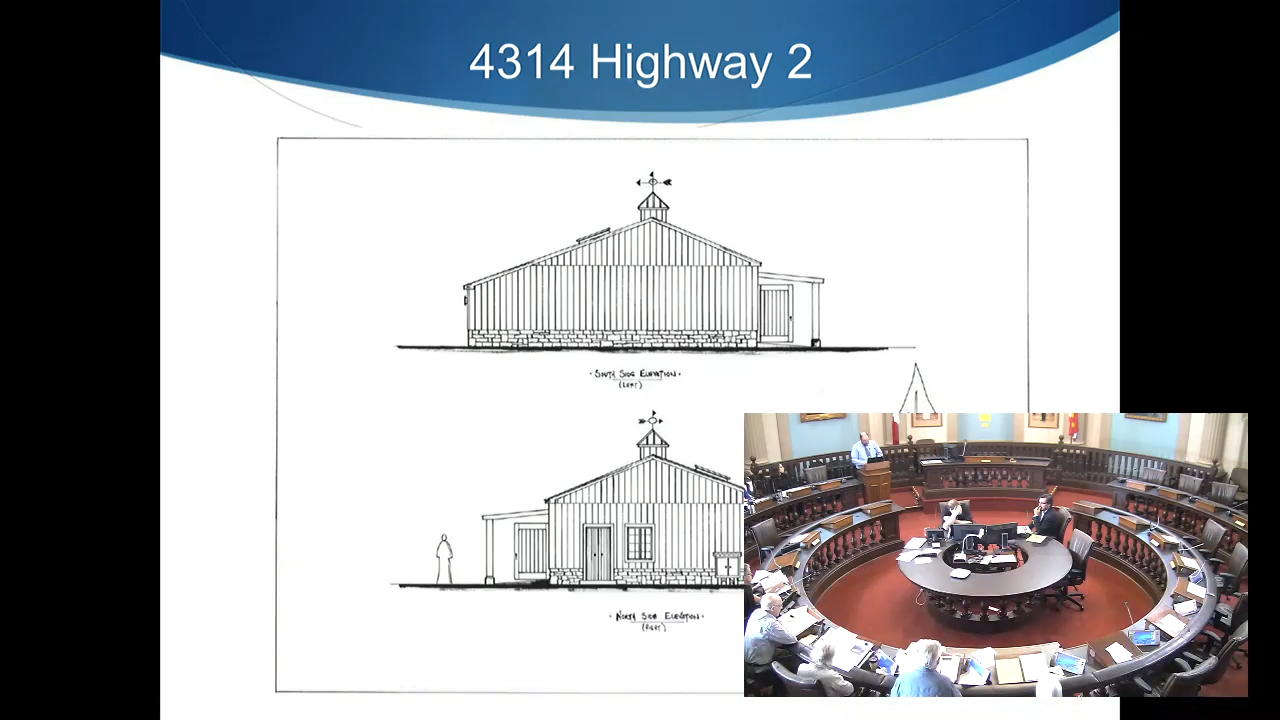 4314 Highway 2
· SOUTH SIDE ELEVATION ·
(LEFT)
· NORTH SIDE ELEVATION ·
(RIGHT)